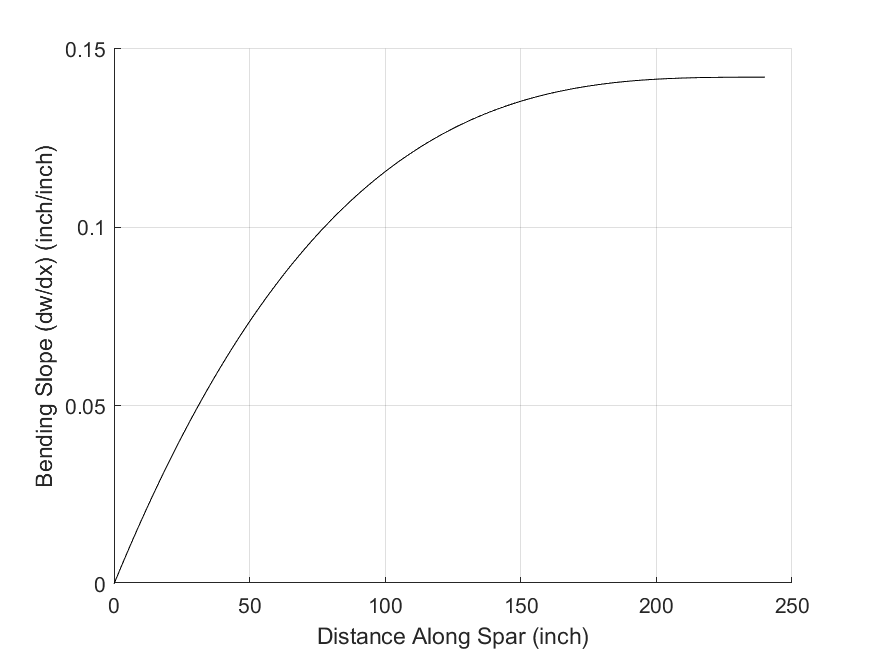 0.15
0.1
0.05
0
0 50 100 150 200 250
Bending Slope (dw/dx) (inch/inch)
Distance Along Spar (inch)